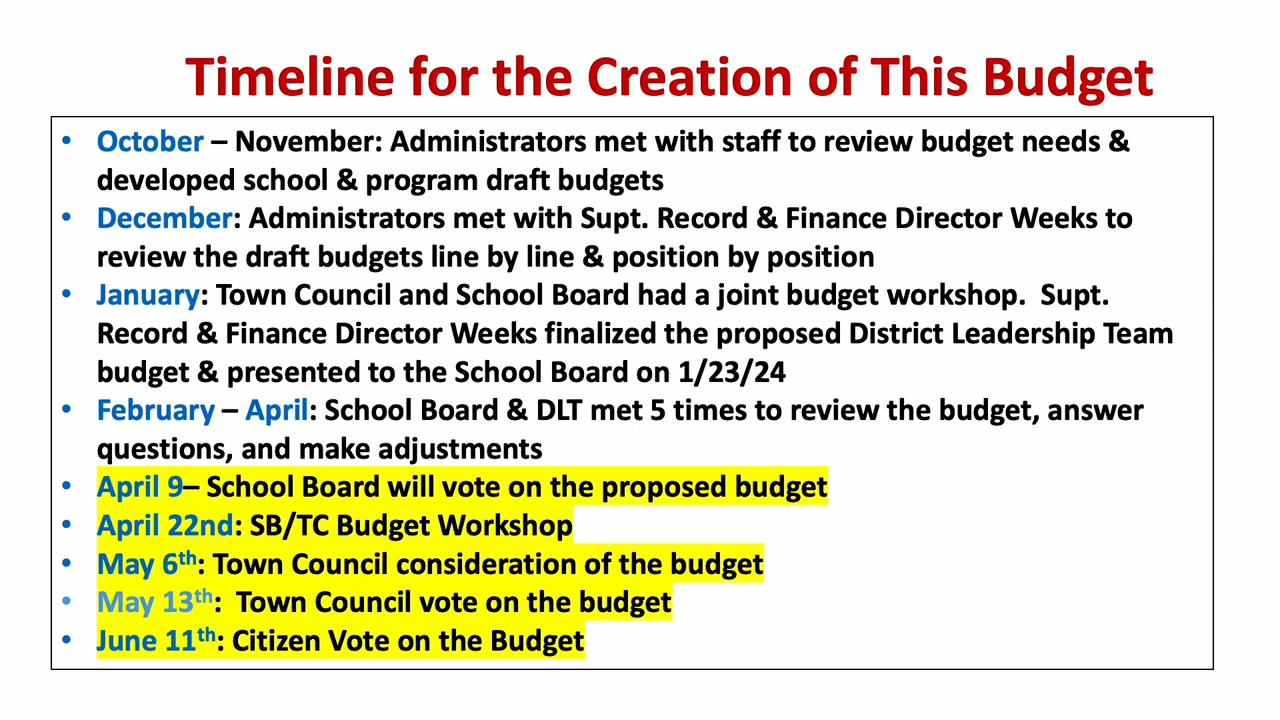 Timeline for the Creation of This Budget
• October – November: Administrators met with staff to review budget needs &
developed school & program draft budgets
• December: Administrators met with Supt. Record & Finance Director Weeks to
review the draft budgets line by line & position by position
• January: Town Council and School Board had a joint budget workshop.  Supt.
Record & Finance Director Weeks finalized the proposed District Leadership Team
budget & presented to the School Board on 1/23/24
• February – April: School Board & DLT met 5 times to review the budget, answer
questions, and make adjustments
• April 9– School Board will vote on the proposed budget
• April 22nd: SB/TC Budget Workshop
• May 6th: Town Council consideration of the budget
• May 13th:  Town Council vote on the budget
• June 11th: Citizen Vote on the Budget